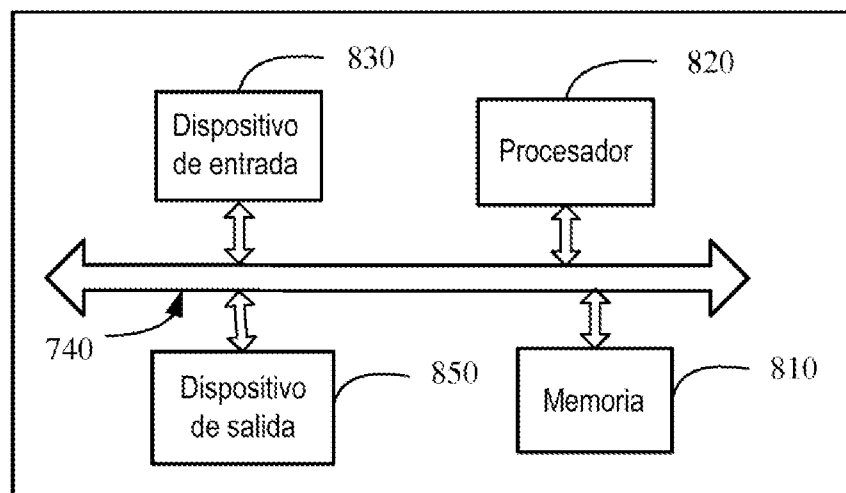 830
820
Dispositivo
de entrada
Procesador
740
Dispositivo
de salida
850
Memoria
810